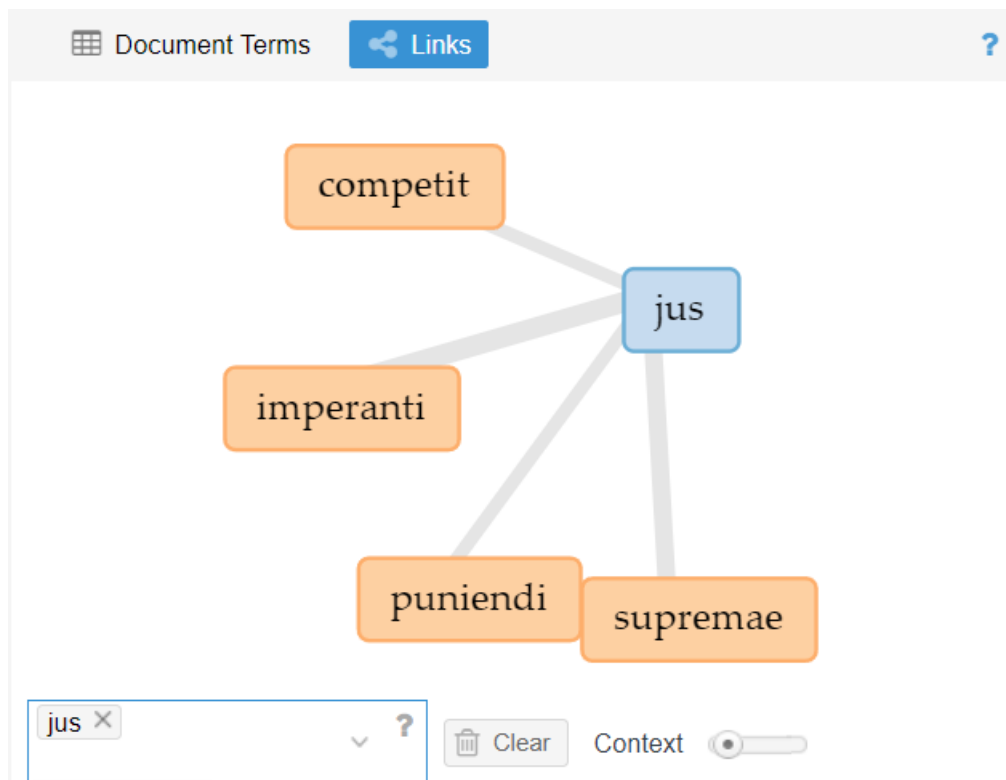 Document Terms Links ?
competit
jus
imperanti
puniendi
supremae
jus × ?
Clear Context